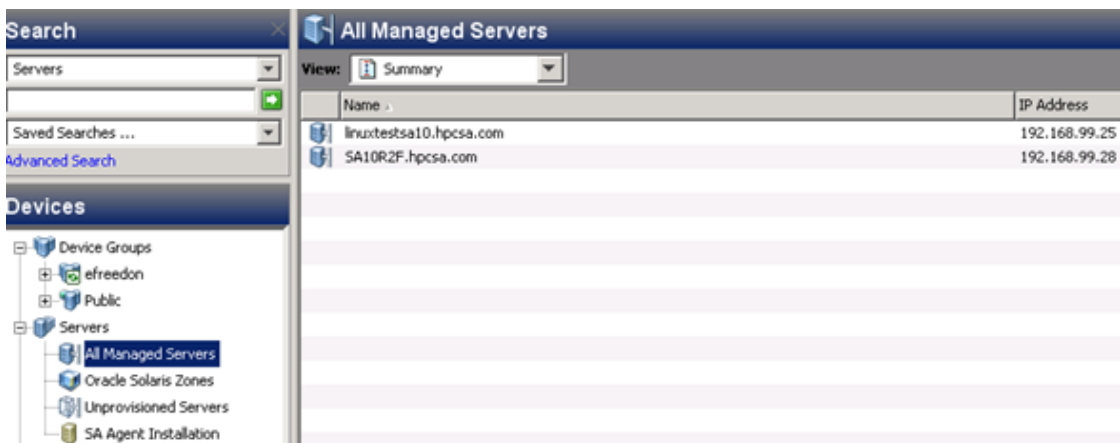 Search
Servers
Saved Searches ...
Advanced Search
Devices
Device Groups
efreedon
Public
Servers
All Managed Servers
Oracle Solaris Zones
Unprovisioned Servers
SA Agent Installation
All Managed Servers
View: Summary
Name IP Address
linuxtestsa10.hpcsa.com 192.168.99.25
SA10R2F.hpcsa.com 192.168.99.28